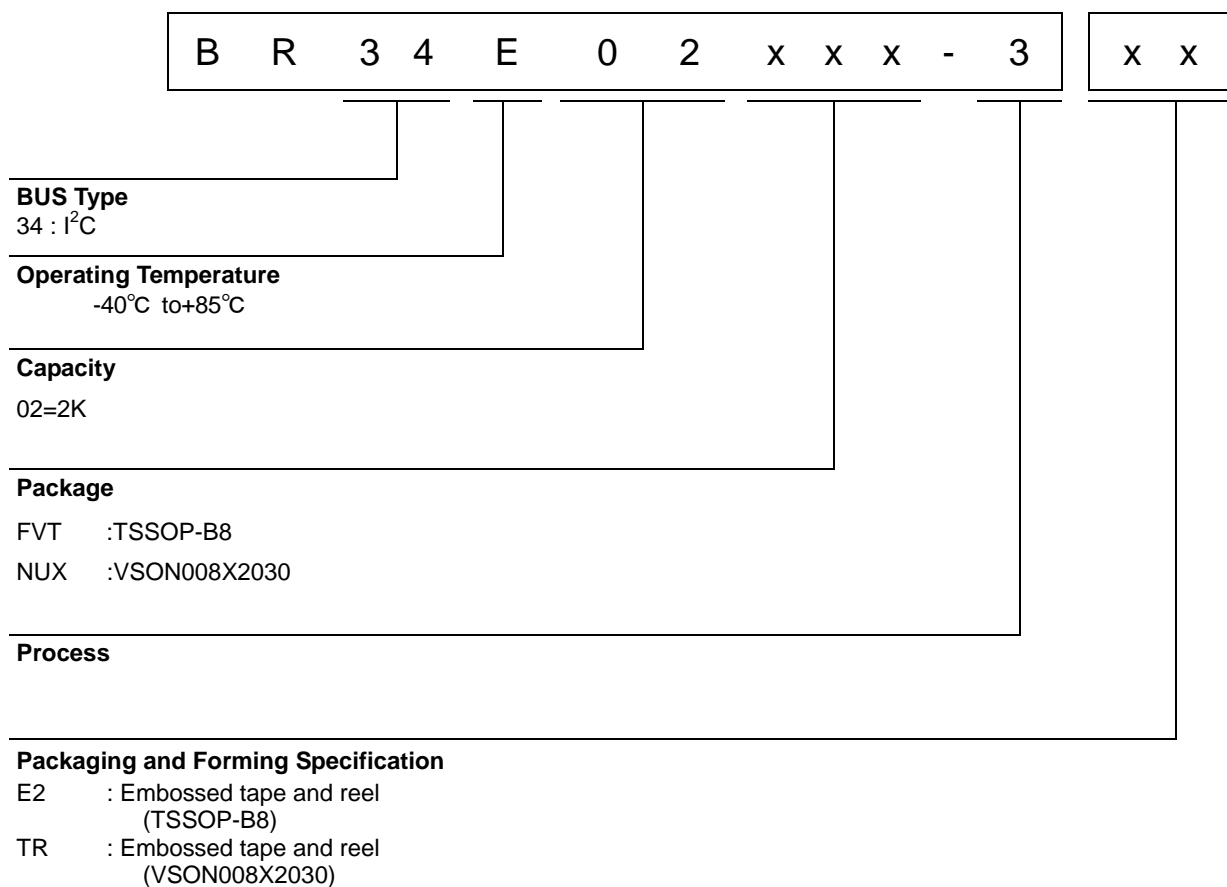 B R 3 4 E 0 2 x x x - 3 x x
BUS Type
34 : I²C
Operating Temperature
-40℃ to+85℃
Capacity
02=2K
Package
FVT :TSSOP-B8
NUX :VSON008X2030
Process
Packaging and Forming Specification
E2 : Embossed tape and reel
(TSSOP-B8)
TR : Embossed tape and reel
(VSON008X2030)